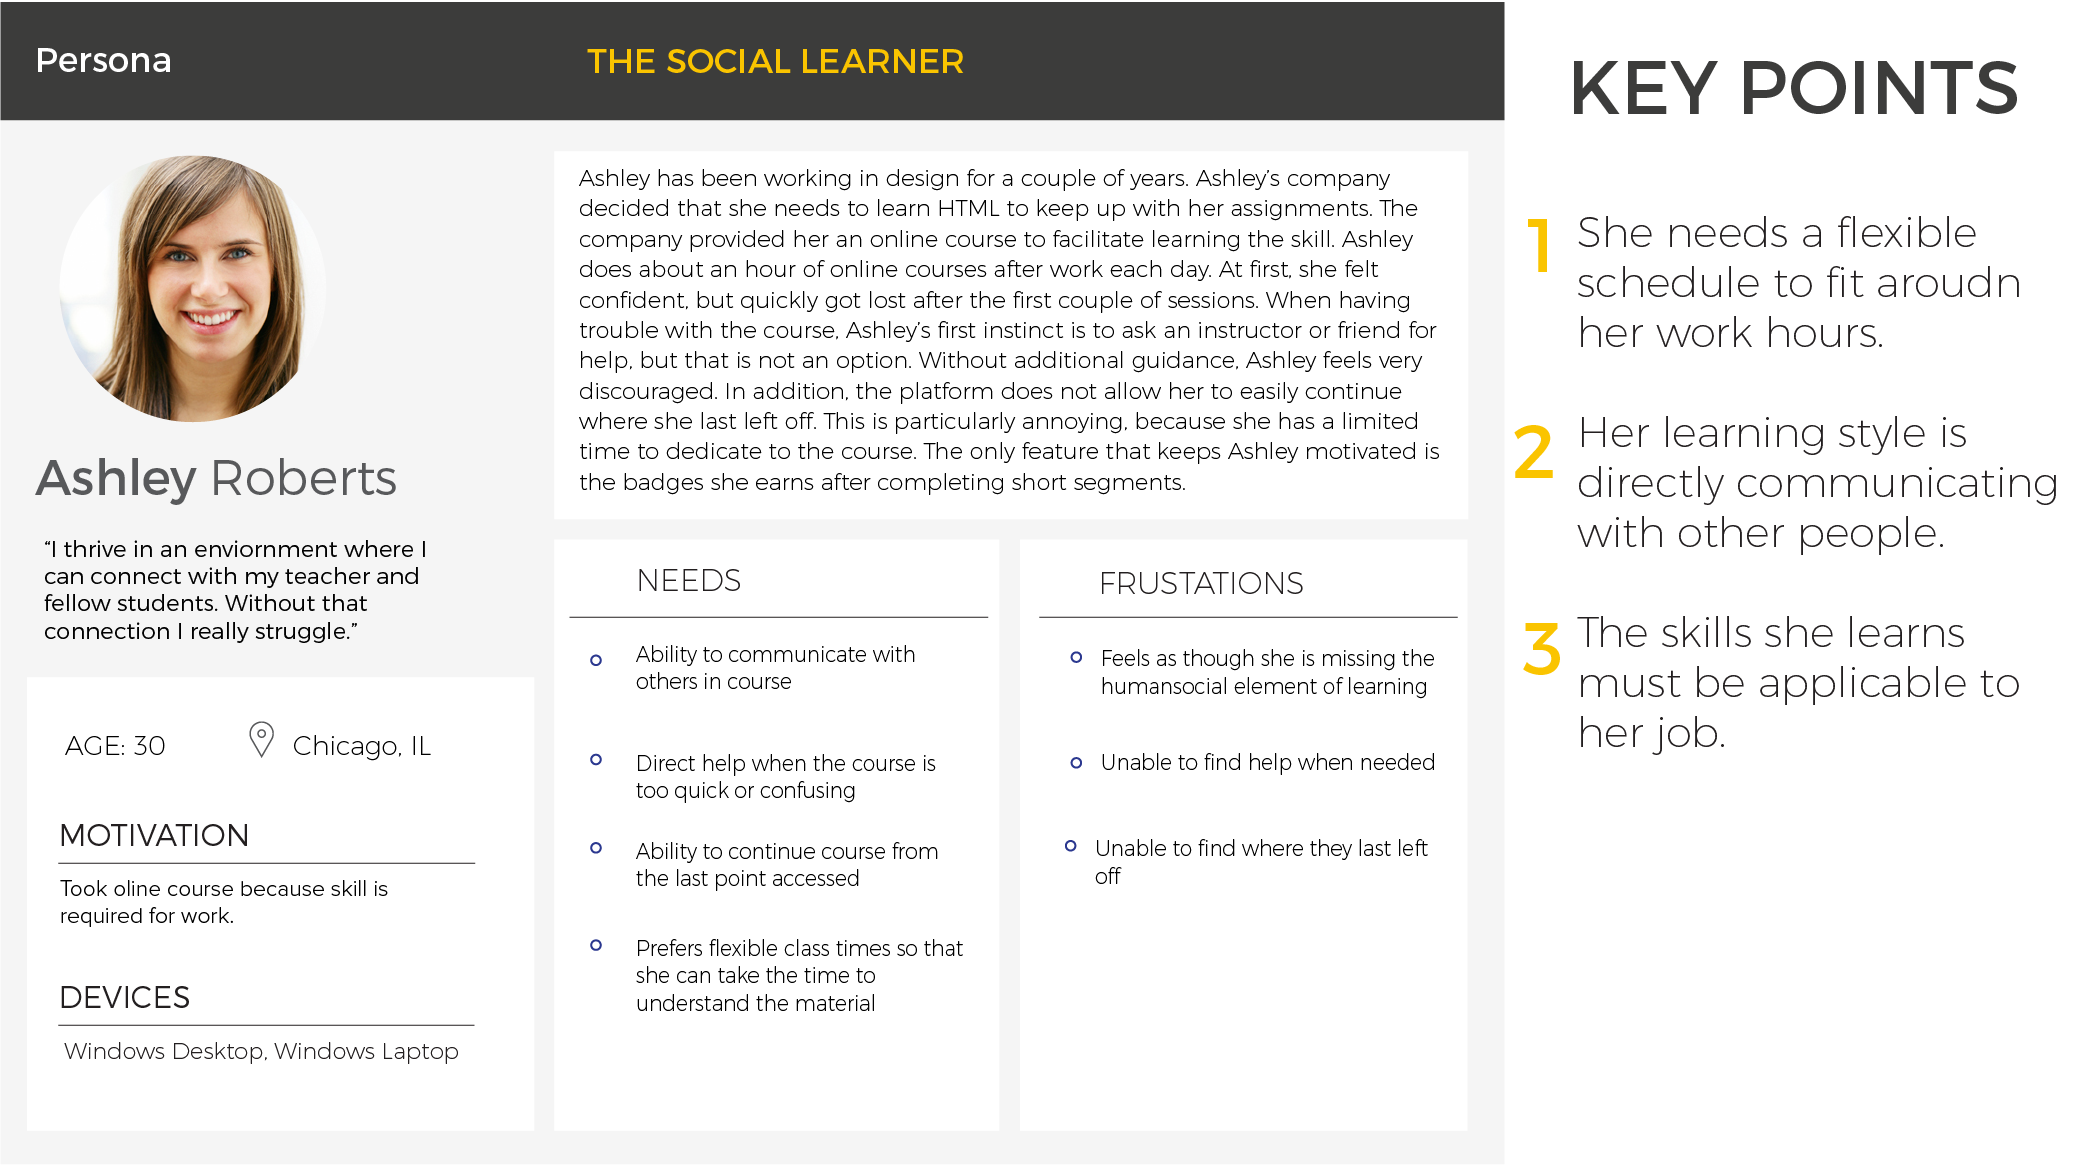 Persona
THE SOCIAL LEARNER
Ashley Roberts
“I thrive in an enviornment where I
can connect with my teacher and
fellow students. Without that
connection I really struggle.”
AGE: 30
Chicago, IL
MOTIVATION
Took oline course because skill is
required for work.
DEVICES
Windows Desktop, Windows Laptop
Ashley has been working in design for a couple of years. Ashley’s company
decided that she needs to learn HTML to keep up with her assignments. The
company provided her an online course to facilitate learning the skill. Ashley
does about an hour of online courses after work each day. At first, she felt
confident, but quickly got lost after the first couple of sessions. When having
trouble with the course, Ashley’s first instinct is to ask an instructor or friend for
help, but that is not an option. Without additional guidance, Ashley feels very
discouraged. In addition, the platform does not allow her to easily continue
where she last left off. This is particularly annoying, because she has a limited
time to dedicate to the course. The only feature that keeps Ashley motivated is
the badges she earns after completing short segments.
NEEDS
Ability to communicate with
others in course
Direct help when the course is
too quick or confusing
Ability to continue course from
the last point accessed
Prefers flexible class times so that
she can take the time to
understand the material
FRUSTATIONS
Feels as though she is missing the
humansocial element of learning
Unable to find help when needed
Unable to find where they last left
off
KEY POINTS
1 She needs a flexible
schedule to fit aroudn
her work hours.
2 Her learning style is
directly communicating
with other people.
3 The skills she learns
must be applicable to
her job.